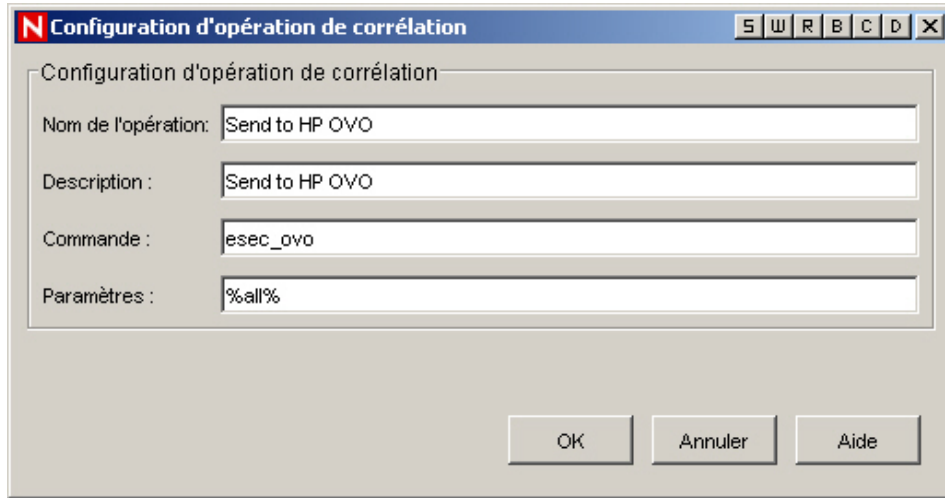 N Configuration d'opération de corrélation S W R B C D X
Configuration d'opération de corrélation
Nom de l'opération: Send to HP OVO
Description : Send to HP OVO
Commande : esec_ovo
Paramètres : %all%
OK Annuler Aide